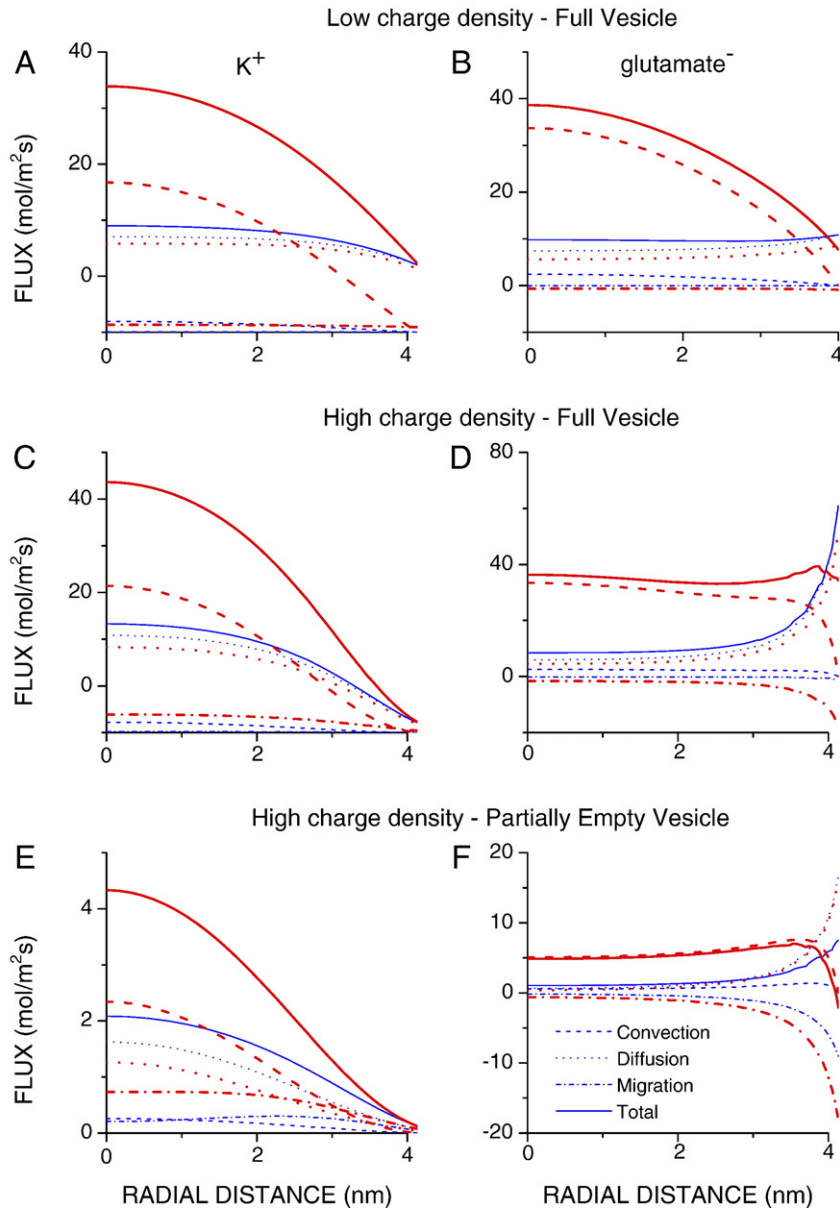 Low charge density - Full Vesicle
A
K+
B
glutamate-
FLUX (mol/m2s)
40
20
0
0
2
4
40
20
0
0
2
4
High charge density - Full Vesicle
C
D
FLUX (mol/m2s)
40
20
0
0
2
4
80
40
0
0
2
4
High charge density - Partially Empty Vesicle
E
F
FLUX (mol/m2s)
4
2
0
0
2
4
20
10
5
0
-5
-10
-20
Convection
Diffusion
Migration
Total
0
2
4
RADIAL DISTANCE (nm)
RADIAL DISTANCE (nm)